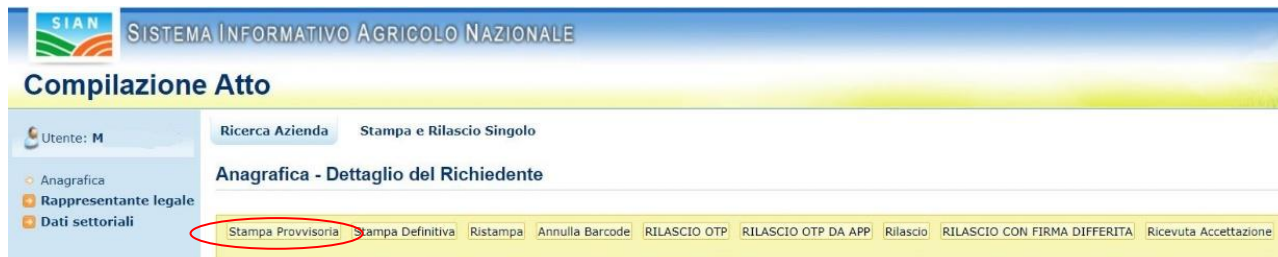 SIAN
SISTEMA INFORMATIVO AGRICOLO NAZIONALE
Compilazione Atto
Utente: M
Anagrafica
Rappresentante legale
Dati settoriali
Ricerca Azienda Stampa e Rilascio Singolo
Anagrafica - Dettaglio del Richiedente
Stampa Provvisoria Stampa Definitiva Ristampa Annulla Barcode RILASCIO OTP RILASCIO OTP DA APP Rilascio RILASCIO CON FIRMA DIFFERITA Ricevuta Accettazione